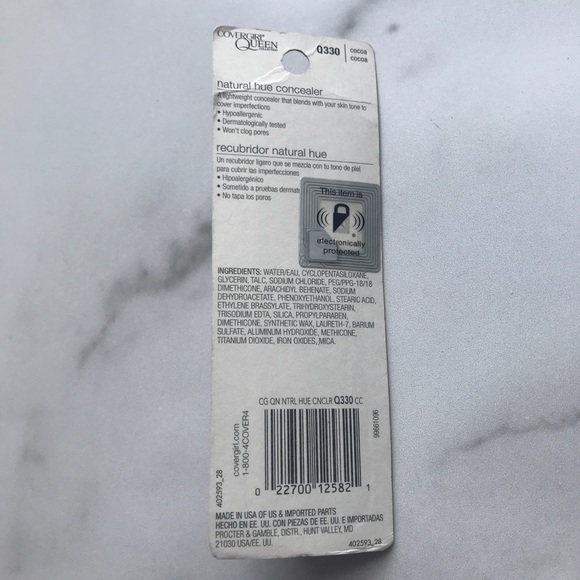 COVERGIRL®
QUEEN
COLLECTION
Q330
cocoa
cocoa
natural hue concealer
A lightweight concealer that blends with your skin tone to
cover imperfections
• Hypoallergenic
• Dermatologically tested
• Won't clog pores
recubridor natural hue
Un recubridor ligero que se mezcla con tu tono de piel
para cubrir las imperfecciones
• Hipoalergénico
• Sometido a pruebas dermat
• No tapa los poros
This item is
electronically
protected
INGREDIENTS: WATER/EAU, CYCLOPENTASILOXANE,
GLYCERIN, TALC, SODIUM CHLORIDE, PEG/PPG-18/18
DIMETHICONE, ARACHIDYL BEHENATE, SODIUM
DEHYDROACETATE, PHENOXYETHANOL, STEARIC ACID,
ETHYLENE BRASSYLATE, TRIHYDROXYSTEARIN,
TRISODIUM EDTA, SILICA, PROPYLPARABEN,
DIMETHICONE, SYNTHETIC WAX, LAURETH-7, BARIUM
SULFATE, ALUMINUM HYDROXIDE, METHICONE,
TITANIUM DIOXIDE, IRON OXIDES, MICA.
CG QN NTRL HUE CNCLR Q330 CC
covergirl.com
1-800-4COVER4
99661096
402593_28
0 22700 12582 1
MADE IN USA OF US & IMPORTED PARTS
HECHO EN EE. UU. CON PIEZAS DE EE. UU. E IMPORTADAS
PROCTER & GAMBLE, DISTR., HUNT VALLEY, MD
21030 USA/EE. UU.
402593_28